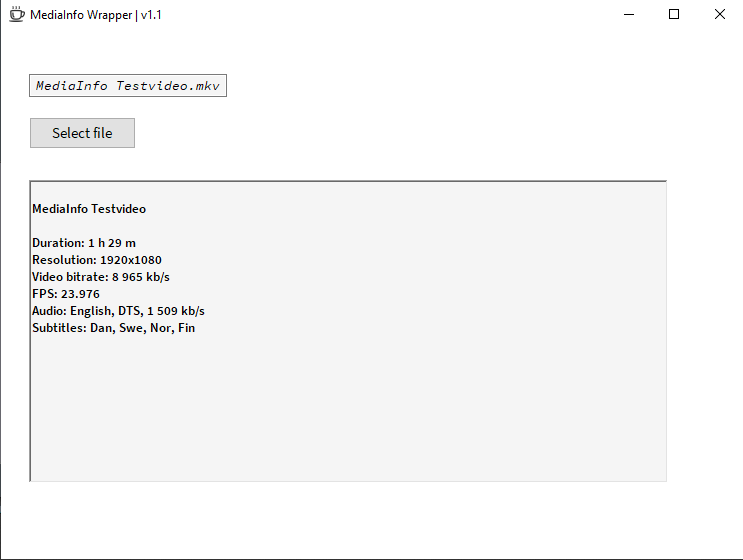 MediaInfo Wrapper | v1.1
MediaInfo Testvideo.mkv
Select file
MediaInfo Testvideo
Duration: 1 h 29 m
Resolution: 1920x1080
Video bitrate: 8 965 kb/s
FPS: 23.976
Audio: English, DTS, 1 509 kb/s
Subtitles: Dan, Swe, Nor, Fin